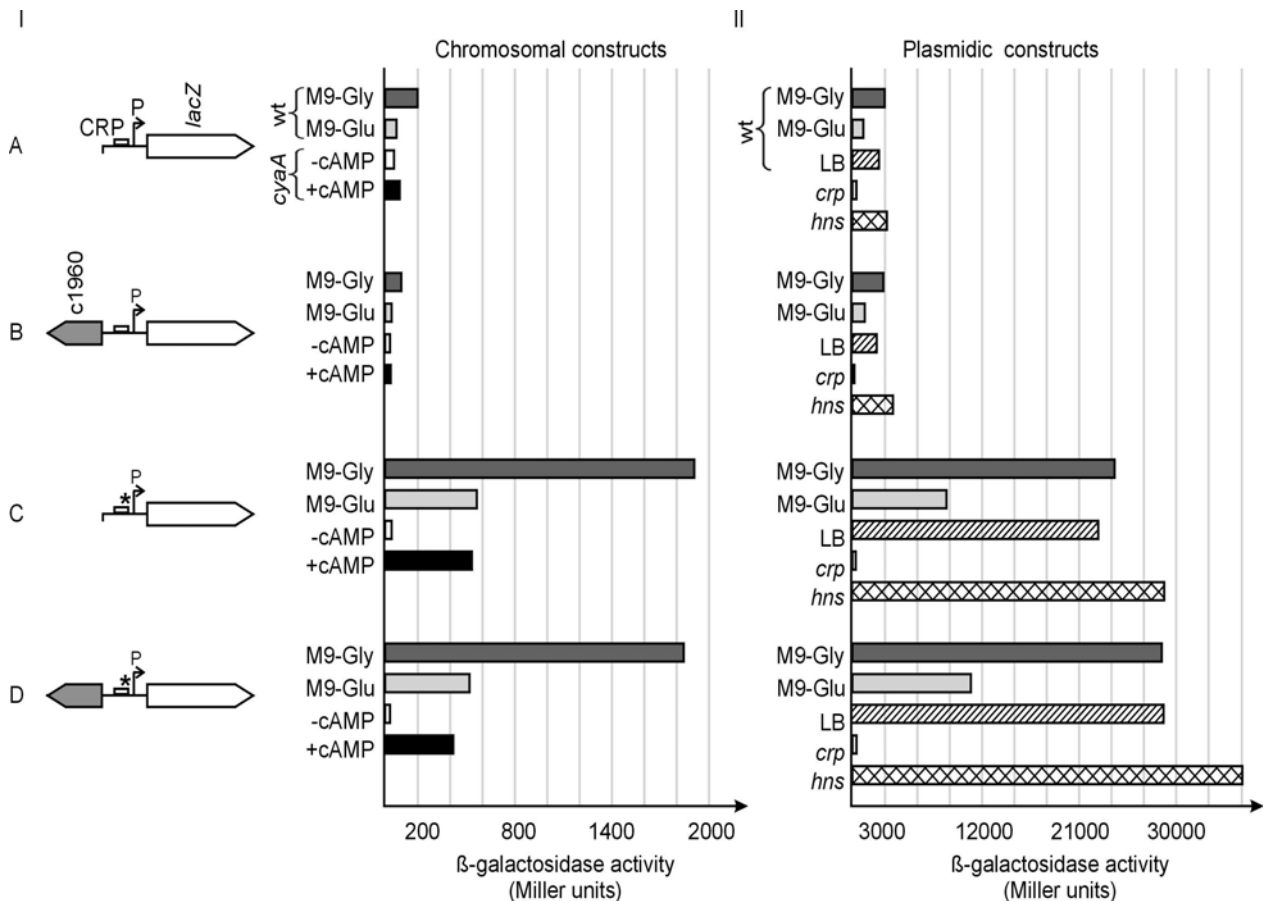 I
II
Chromosomal constructs
Plasmidic constructs
A
CRP
P
lacZ
wt
M9-Gly
M9-Glu
cyaA
-cAMP
+cAMP
wt
M9-Gly
M9-Glu
LB
crp
hns
B
c1960
P
M9-Gly
M9-Glu
-cAMP
+cAMP
M9-Gly
M9-Glu
LB
crp
hns
C
*
P
M9-Gly
M9-Glu
-cAMP
+cAMP
M9-Gly
M9-Glu
LB
crp
hns
D
*
P
M9-Gly
M9-Glu
-cAMP
+cAMP
M9-Gly
M9-Glu
LB
crp
hns
200 800 1400 2000
ß-galactosidase activity
(Miller units)
3000 12000 21000 30000
ß-galactosidase activity
(Miller units)